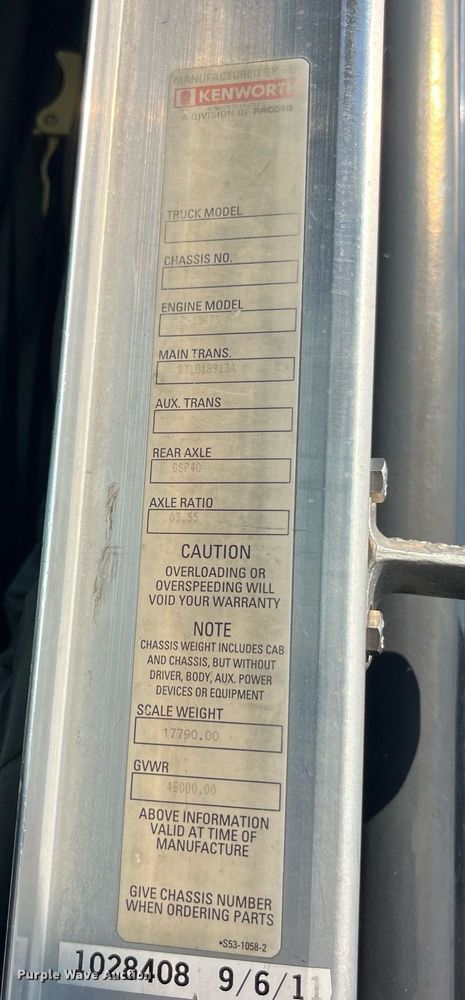 MANUFACTURED BY
KENWORTH
A DIVISION OF PACCAR
TRUCK MODEL
CHASSIS NO.
ENGINE MODEL
MAIN TRANS.
RTLO18913A
AUX. TRANS
REAR AXLE
DSP40
AXLE RATIO
03.55
CAUTION
OVERLOADING OR
OVERSPEEDING WILL
VOID YOUR WARRANTY
NOTE
CHASSIS WEIGHT INCLUDES CAB
AND CHASSIS, BUT WITHOUT
DRIVER, BODY, AUX. POWER
DEVICES OR EQUIPMENT
SCALE WEIGHT
17790.00
GVWR
48000.00
ABOVE INFORMATION
VALID AT TIME OF
MANUFACTURE
GIVE CHASSIS NUMBER
WHEN ORDERING PARTS
*S53-1058-2
1028408 9/6/11
Purple Wave Auction